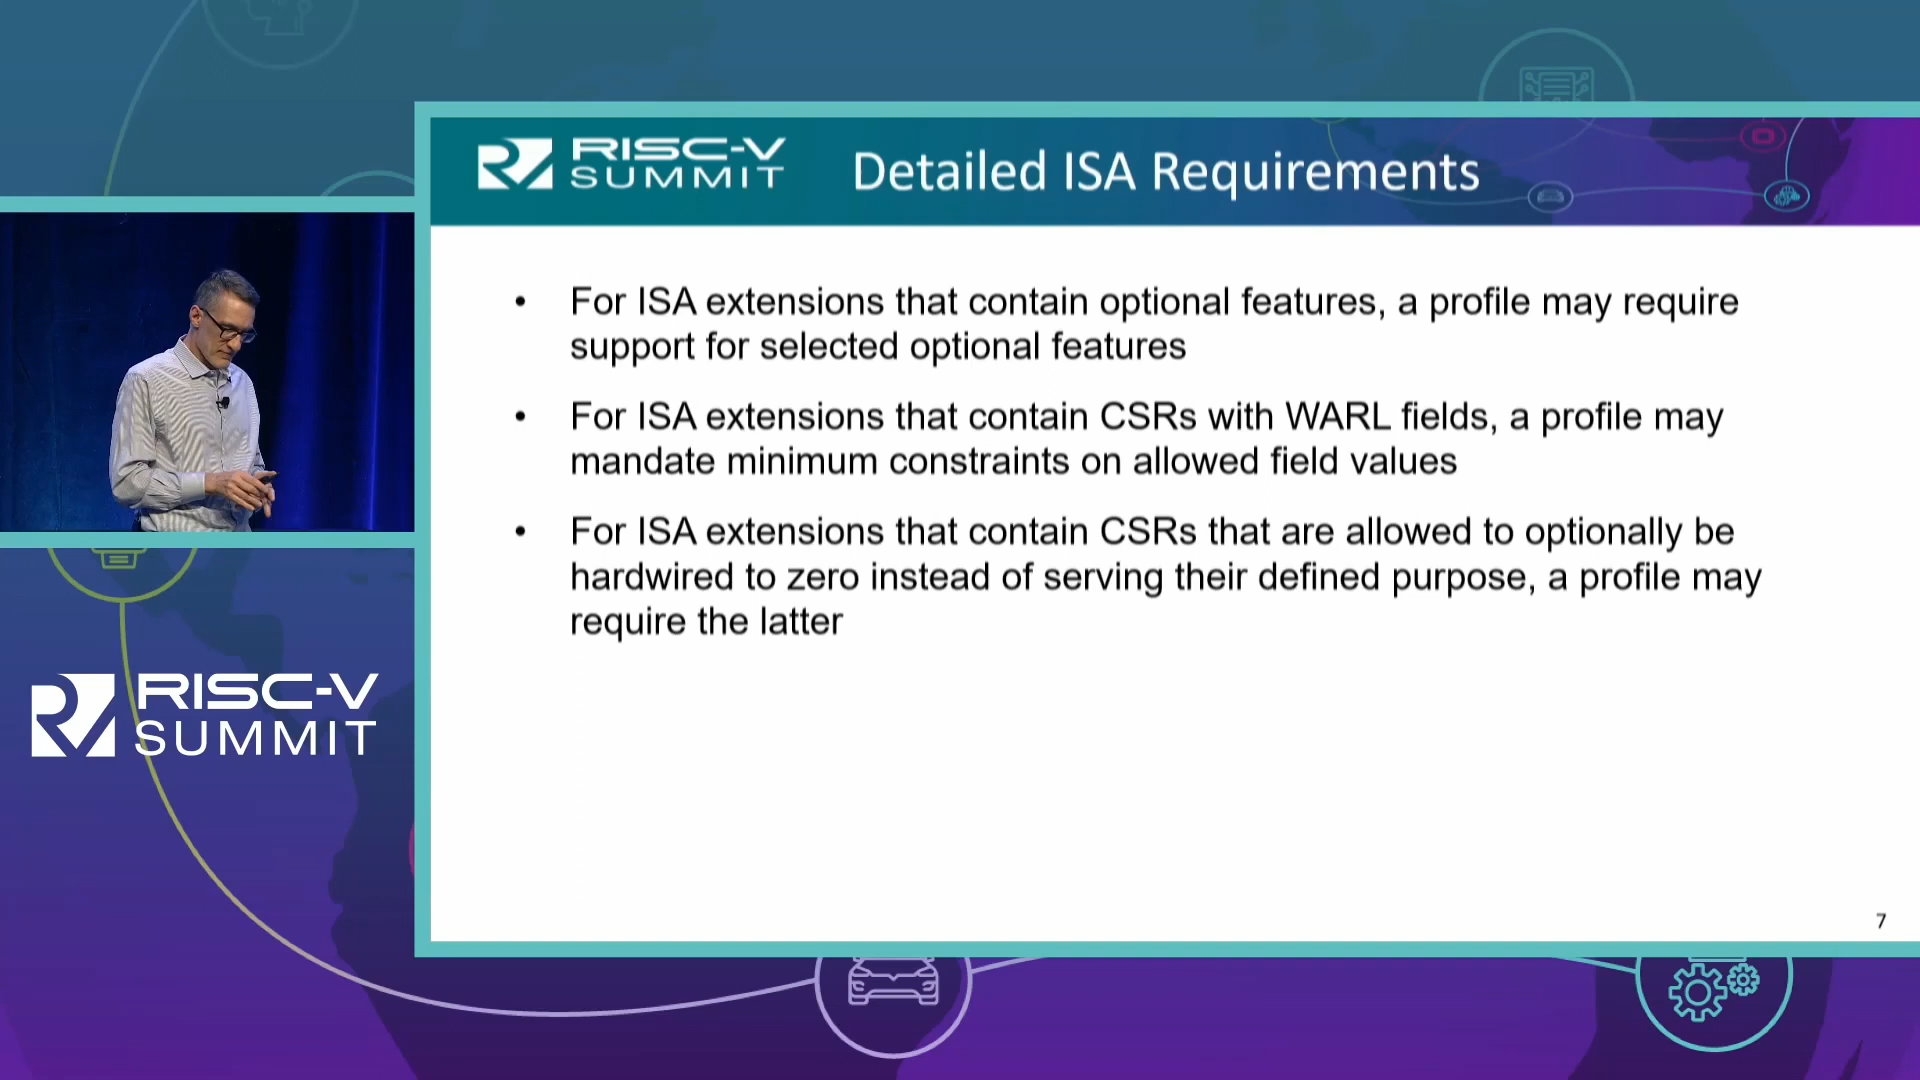 RISC-V
SUMMIT
Detailed ISA Requirements
• For ISA extensions that contain optional features, a profile may require
support for selected optional features
• For ISA extensions that contain CSRs with WARL fields, a profile may
mandate minimum constraints on allowed field values
• For ISA extensions that contain CSRs that are allowed to optionally be
hardwired to zero instead of serving their defined purpose, a profile may
require the latter
7
RISC-V
SUMMIT